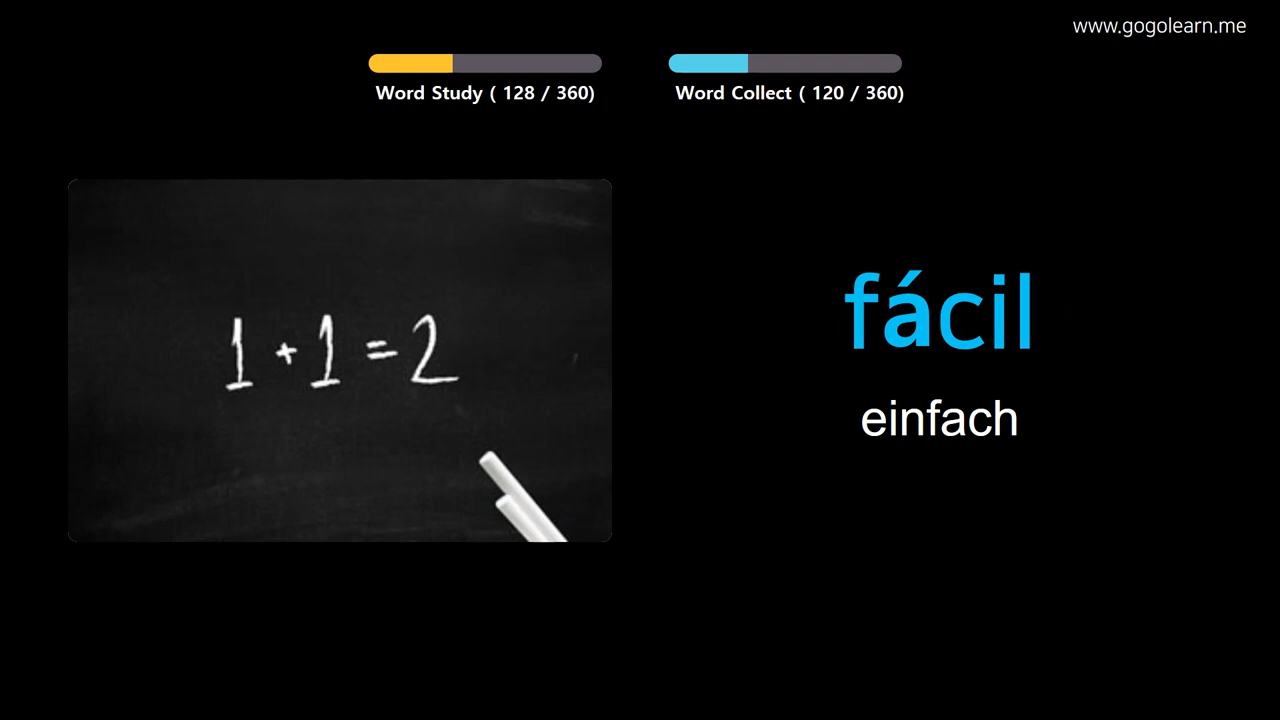 www.gogolearn.me
Word Study ( 128 / 360)
Word Collect ( 120 / 360)
1 + 1 = 2
fácil
einfach